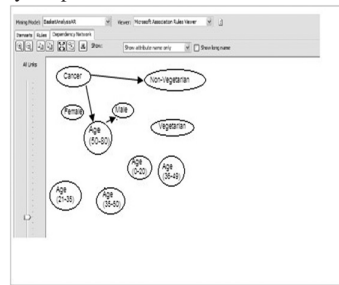 Mining Model: BasketAnalysisAR Viewer: Microsoft Association Rules Viewer
Itemsets Rules Dependency Network
Show: Show attribute name only Show long name
All Links
Cancer
Non-Vegetarian
Female
Male
Age
(50-80)
Vegetarian
Age
(0-20)
Age
(36-49)
Age
(21-35)
Age
(35-50)